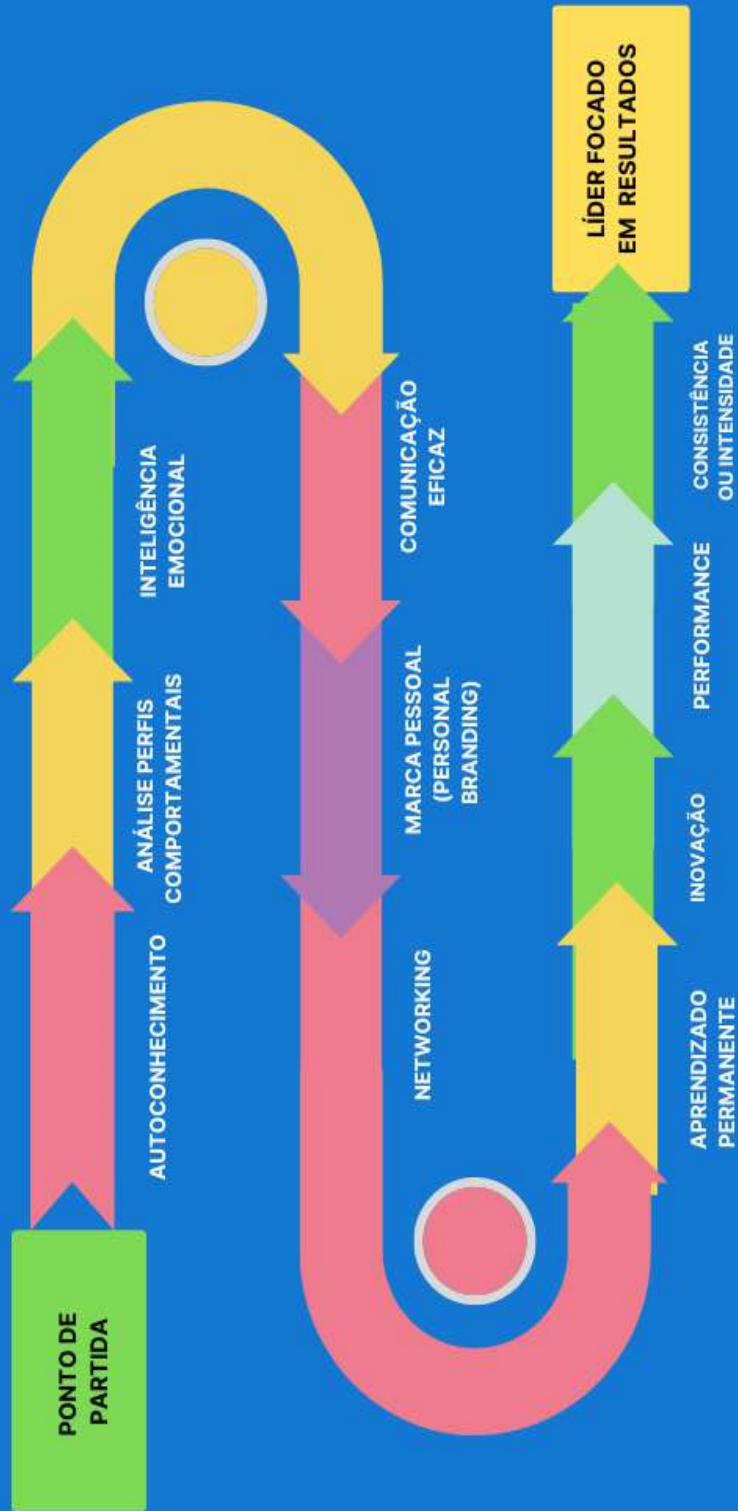 PONTO DE
PARTIDA
AUTOCONHECIMENTO
ANÁLISE PERFIS
COMPORTAMENTAIS
INTELIGÊNCIA
EMOCIONAL
COMUNICAÇÃO
EFICAZ
MARCA PESSOAL
(PERSONAL
BRANDING)
NETWORKING
APRENDIZADO
PERMANENTE
INOVAÇÃO
PERFORMANCE
CONSISTÊNCIA
OU INTENSIDADE
LÍDER FOCADO
EM RESULTADOS